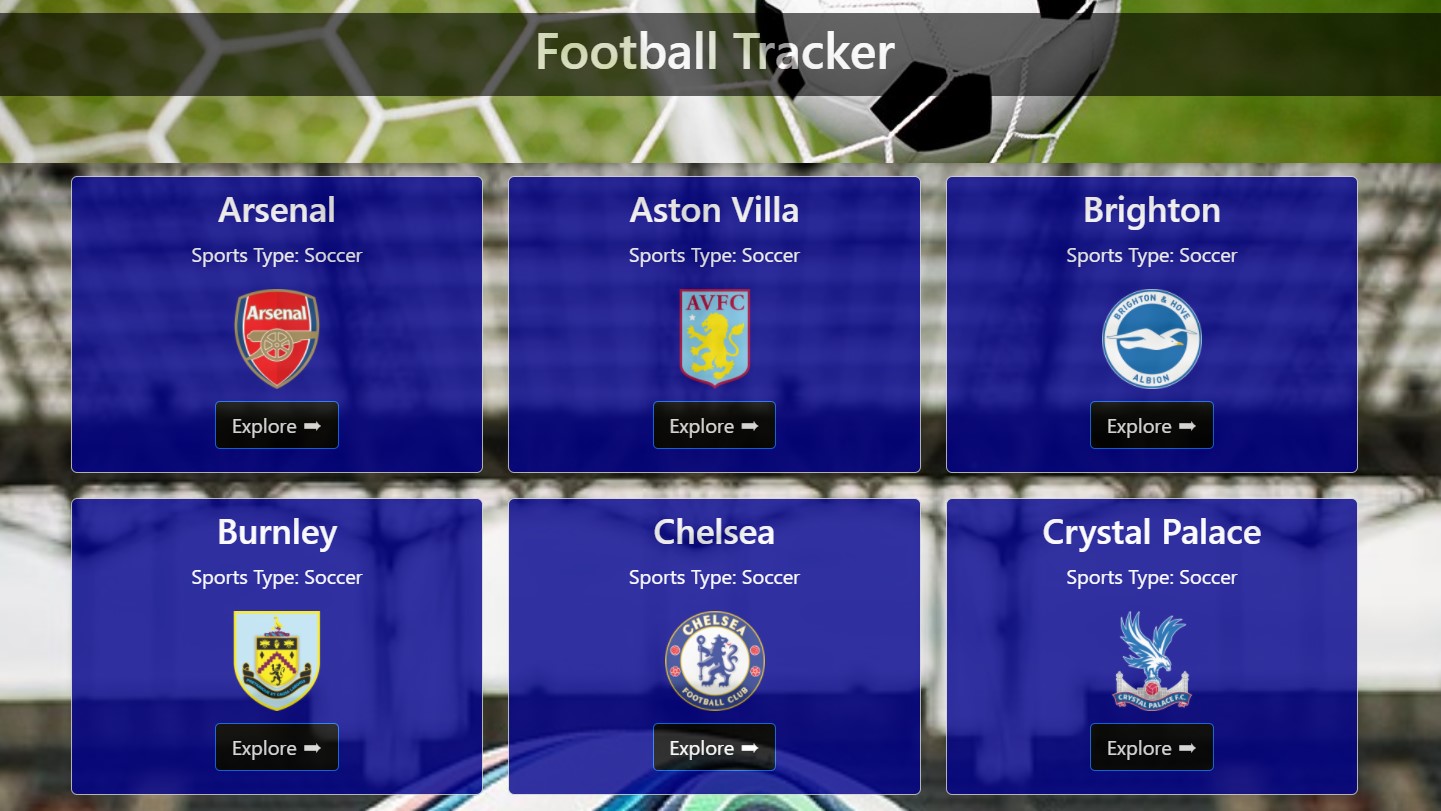 Football Tracker
Arsenal
Sports Type: Soccer
Arsenal
Explore ➡
Aston Villa
Sports Type: Soccer
AVFC
Explore ➡
Brighton
Sports Type: Soccer
BRIGHTON & HOVE
ALBION
Explore ➡
Burnley
Sports Type: Soccer
Explore ➡
Chelsea
Sports Type: Soccer
CHELSEA
FOOTBALL CLUB
Explore ➡
Crystal Palace
Sports Type: Soccer
CRYSTAL PALACE F.C.
Explore ➡